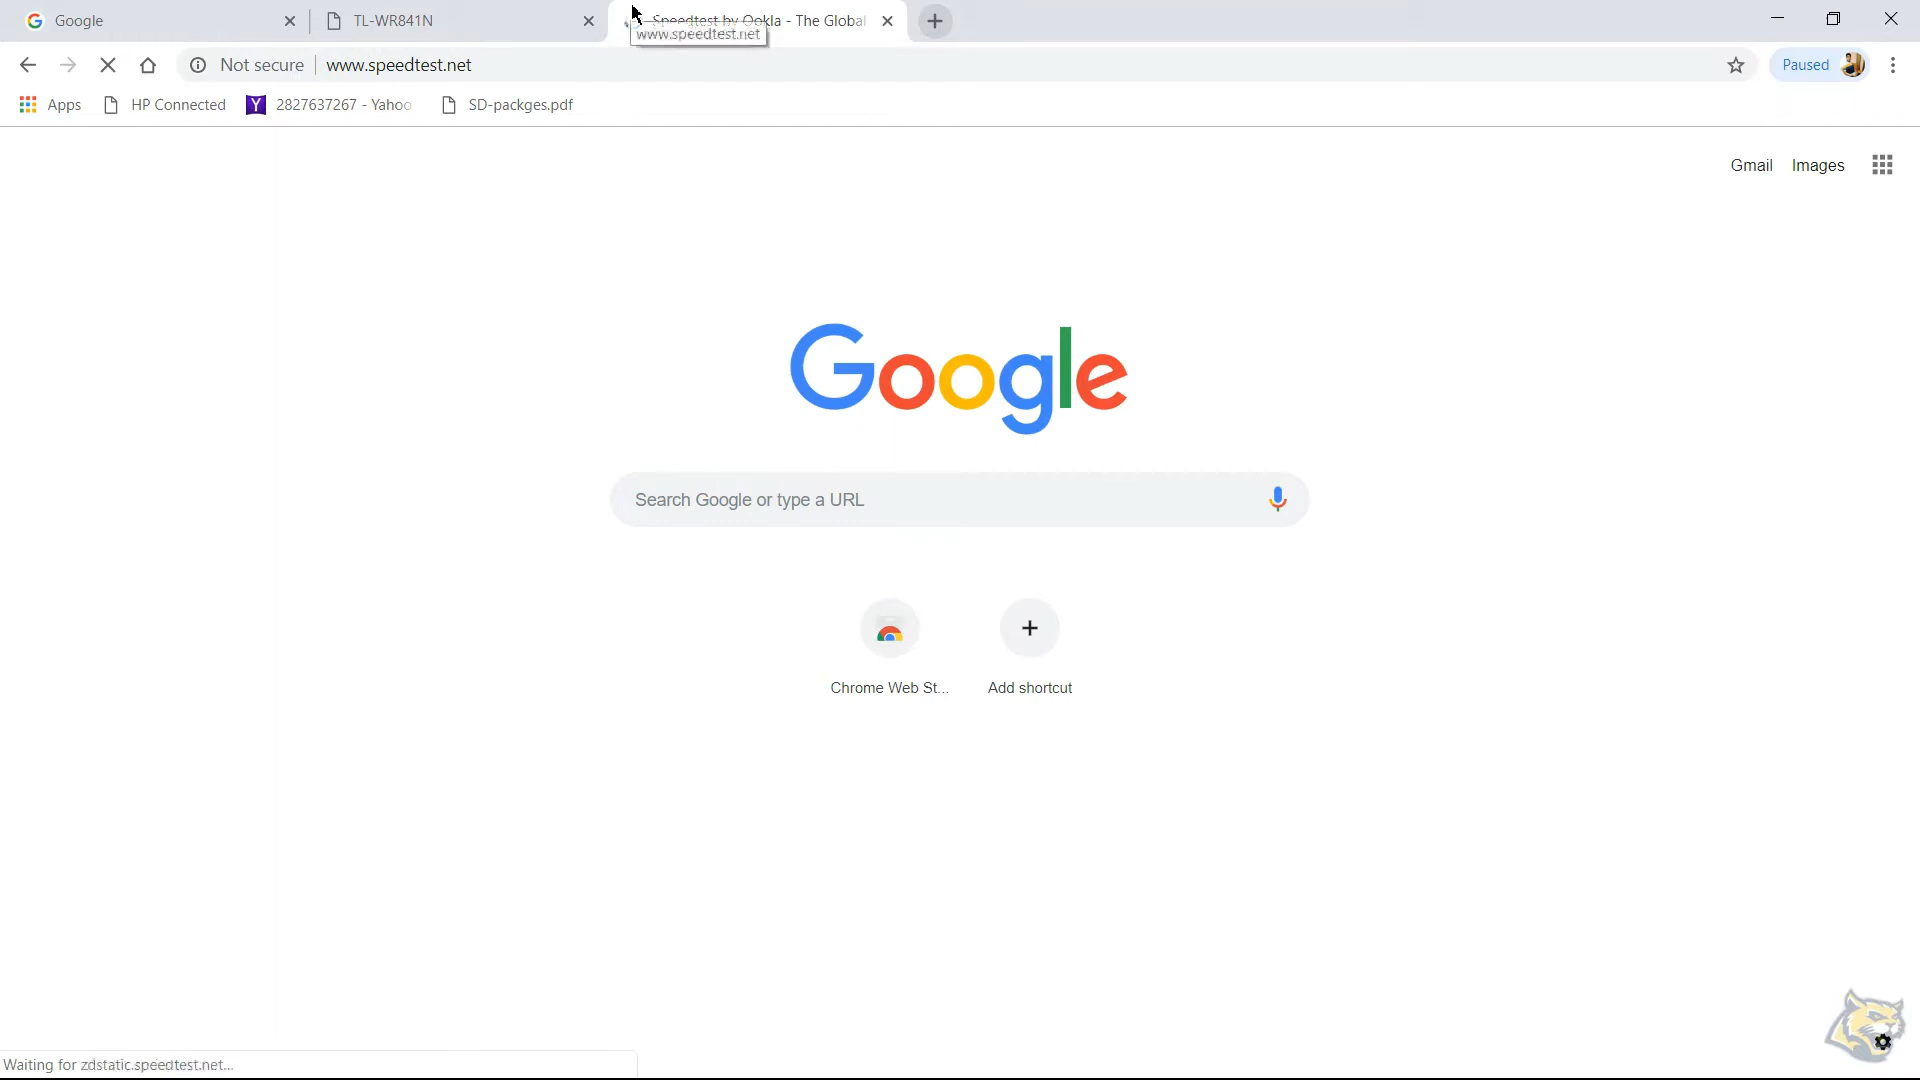 Google
TL-WR841N
Speedtest by Ookla - The Global
www.speedtest.net
Not secure
www.speedtest.net
Paused
Apps
HP Connected
2827637267 - Yahoo
SD-packges.pdf
Gmail
Images
Google
Search Google or type a URL
Chrome Web St...
Add shortcut
Waiting for zdstatic.speedtest.net...